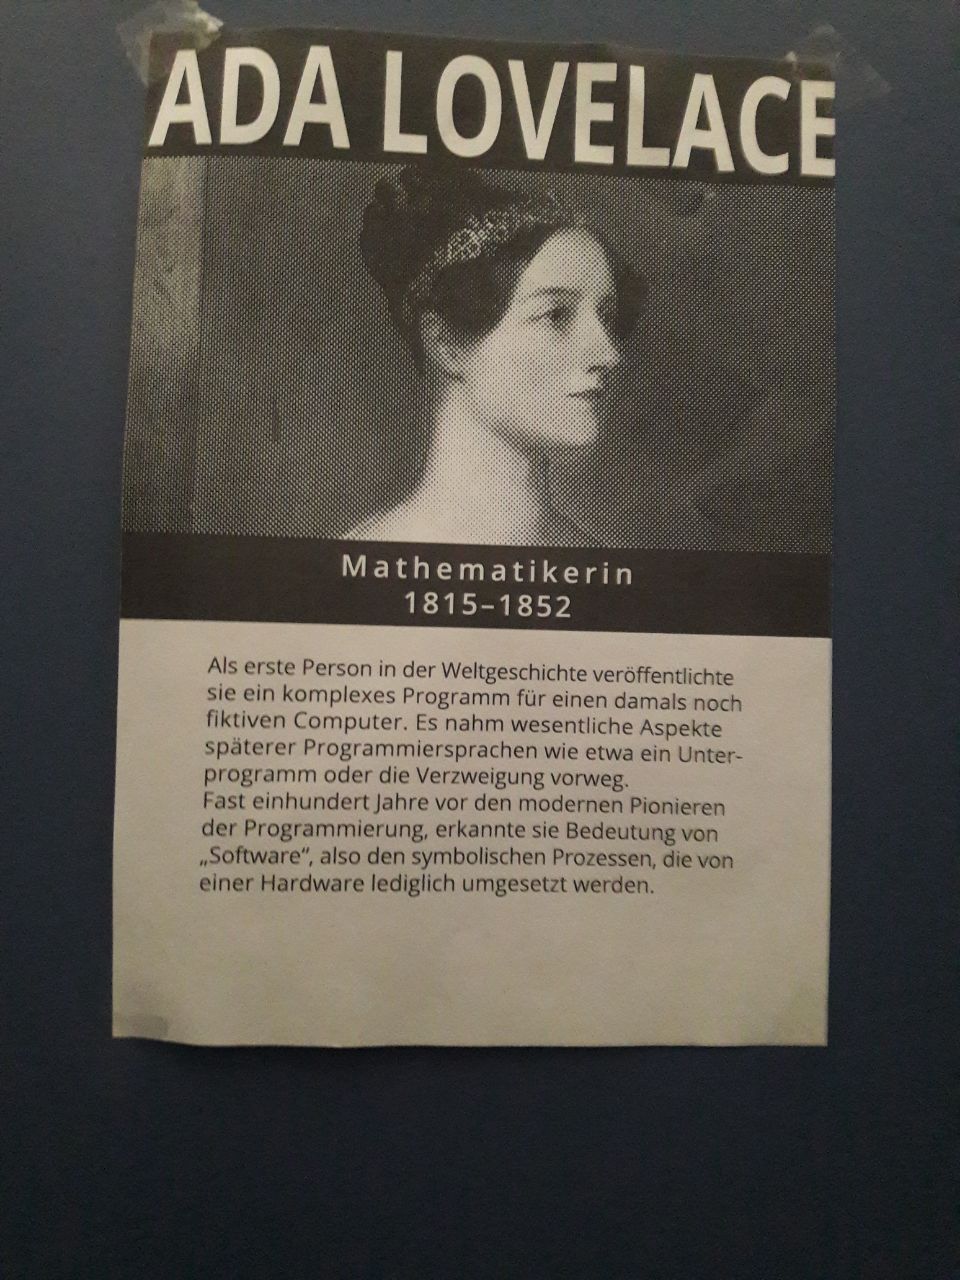 ADA LOVELACE
Mathematikerin
1815–1852
Als erste Person in der Weltgeschichte veröffentlichte
sie ein komplexes Programm für einen damals noch
fiktiven Computer. Es nahm wesentliche Aspekte
späterer Programmiersprachen wie etwa ein Unter-
programm oder die Verzweigung vorweg.
Fast einhundert Jahre vor den modernen Pionieren
der Programmierung, erkannte sie Bedeutung von
„Software“, also den symbolischen Prozessen, die von
einer Hardware lediglich umgesetzt werden.